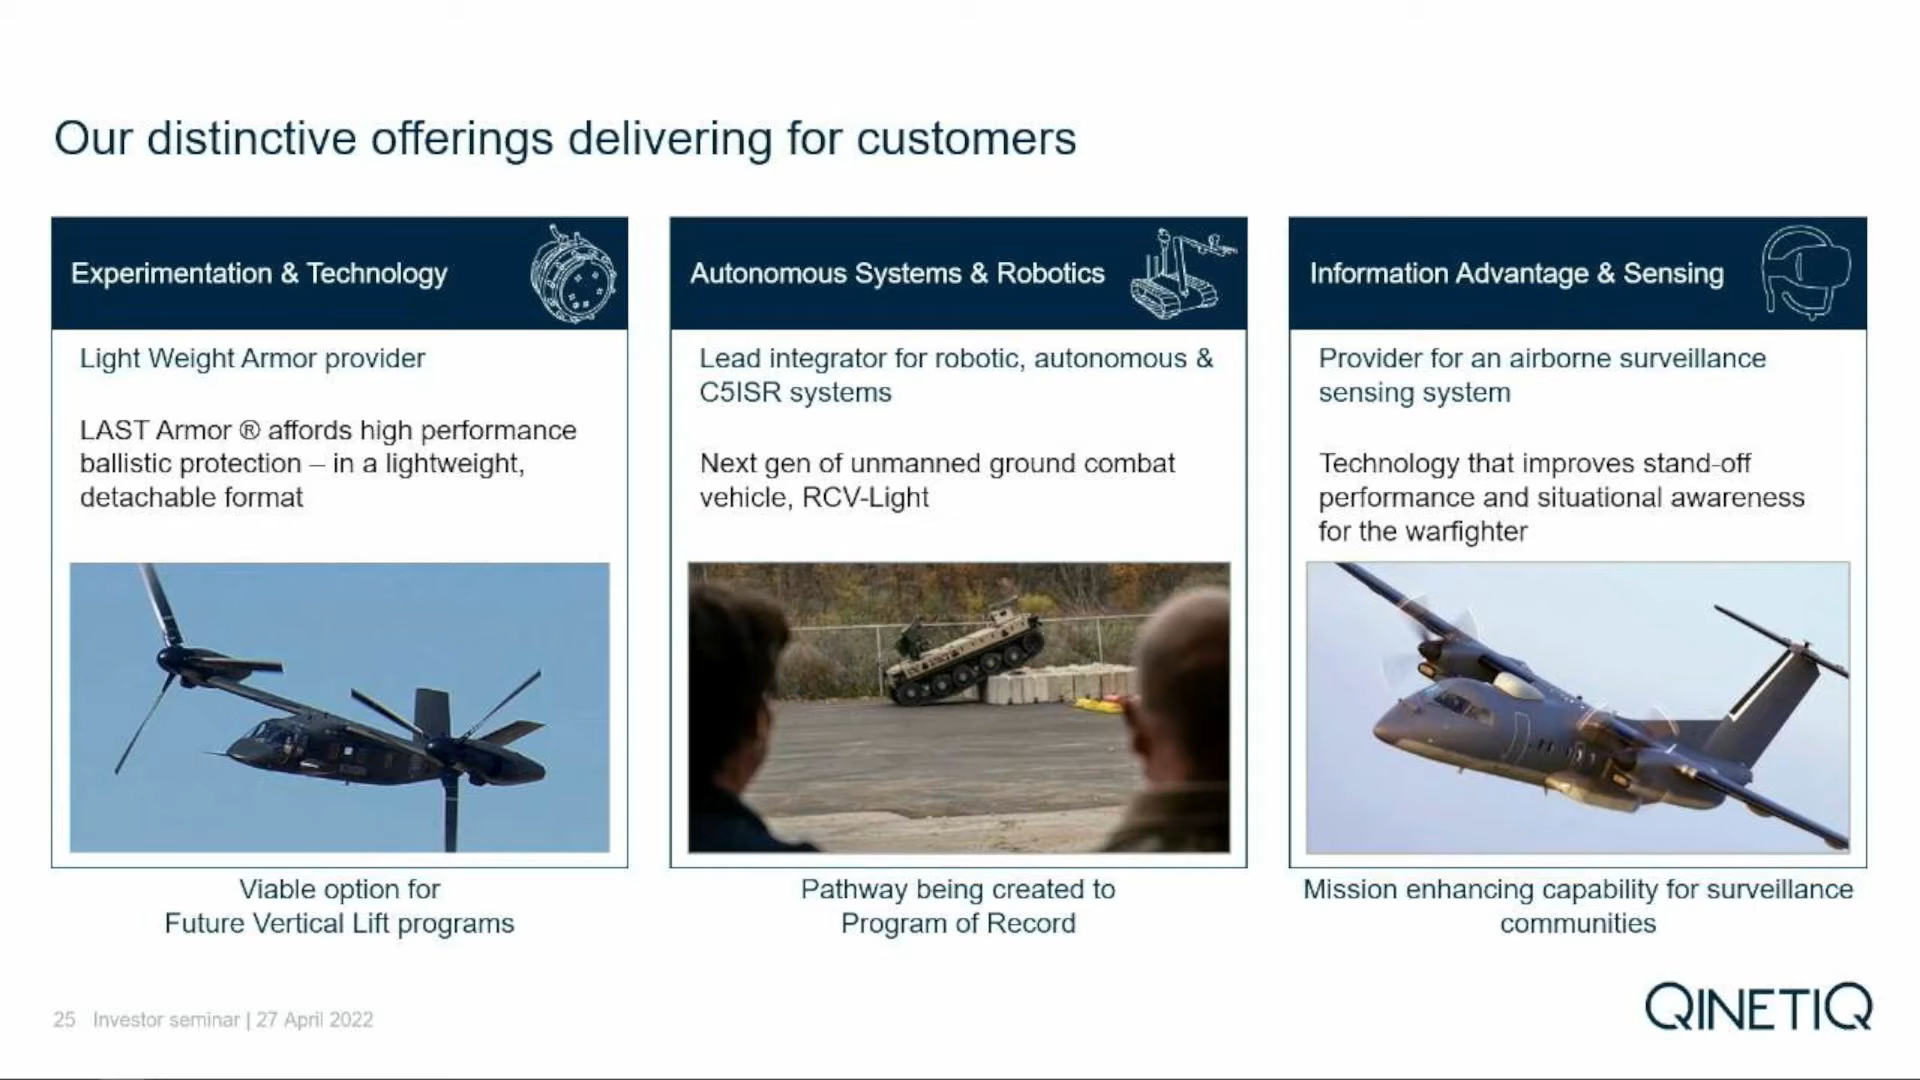 Our distinctive offerings delivering for customers
Experimentation & Technology
Light Weight Armor provider
LAST Armor ® affords high performance
ballistic protection – in a lightweight,
detachable format
Viable option for
Future Vertical Lift programs
Autonomous Systems & Robotics
Lead integrator for robotic, autonomous &
C5ISR systems
Next gen of unmanned ground combat
vehicle, RCV-Light
Pathway being created to
Program of Record
Information Advantage & Sensing
Provider for an airborne surveillance
sensing system
Technology that improves stand-off
performance and situational awareness
for the warfighter
Mission enhancing capability for surveillance
communities
25 Investor seminar | 27 April 2022
QINETIQ